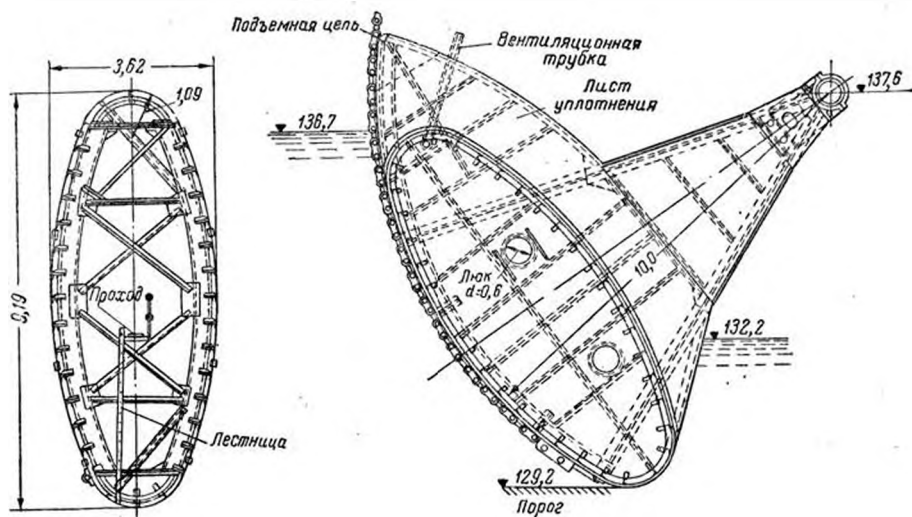 Подъемная цепь
Вентиляционная
трубка
Лист
уплотнения
137,6
3,62
1,09
136,7
0,19
Проход
Люк
d=0,6
10,0
132,2
Лестница
129,2
Порог